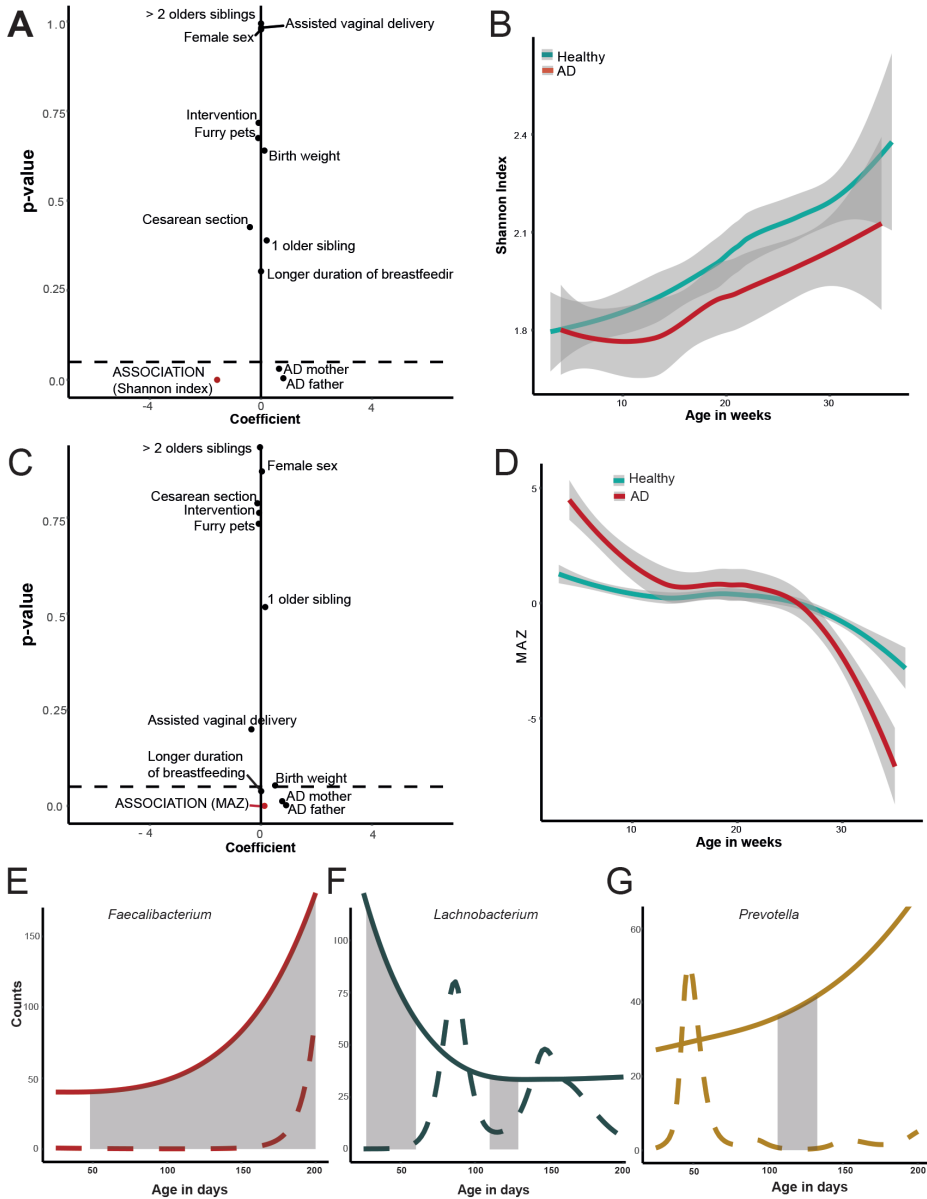 A
> 2 olders siblings
Assisted vaginal delivery
Female sex
Intervention
Furry pets
Birth weight
Cesarean section
1 older sibling
Longer duration of breastfeedir
ASSOCIATION
(Shannon index)
AD mother
AD father
p-value
1.0
0.75
0.5
0.25
0.0
-4
0
4
Coefficient
B
Healthy
AD
Shannon Index
2.4
2.1
1.8
10
20
30
Age in weeks
C
> 2 olders siblings
Female sex
Cesarean section
Intervention
Furry pets
1 older sibling
Assisted vaginal delivery
Longer duration
of breastfeeding
Birth weight
AD mother
ASSOCIATION (MAZ)
AD father
p-value
0.75
0.5
0.25
0.0
- 4
0
4
Coefficient
D
Healthy
AD
MAZ
5
0
-5
10
20
30
Age in weeks
E
Faecalibacterium
Counts
150
100
50
0
50
100
150
200
Age in days
F
Lachnobacterium
100
75
50
25
0
50
100
150
200
Age in days
G
Prevotella
60
40
20
0
50
100
150
200
Age in days